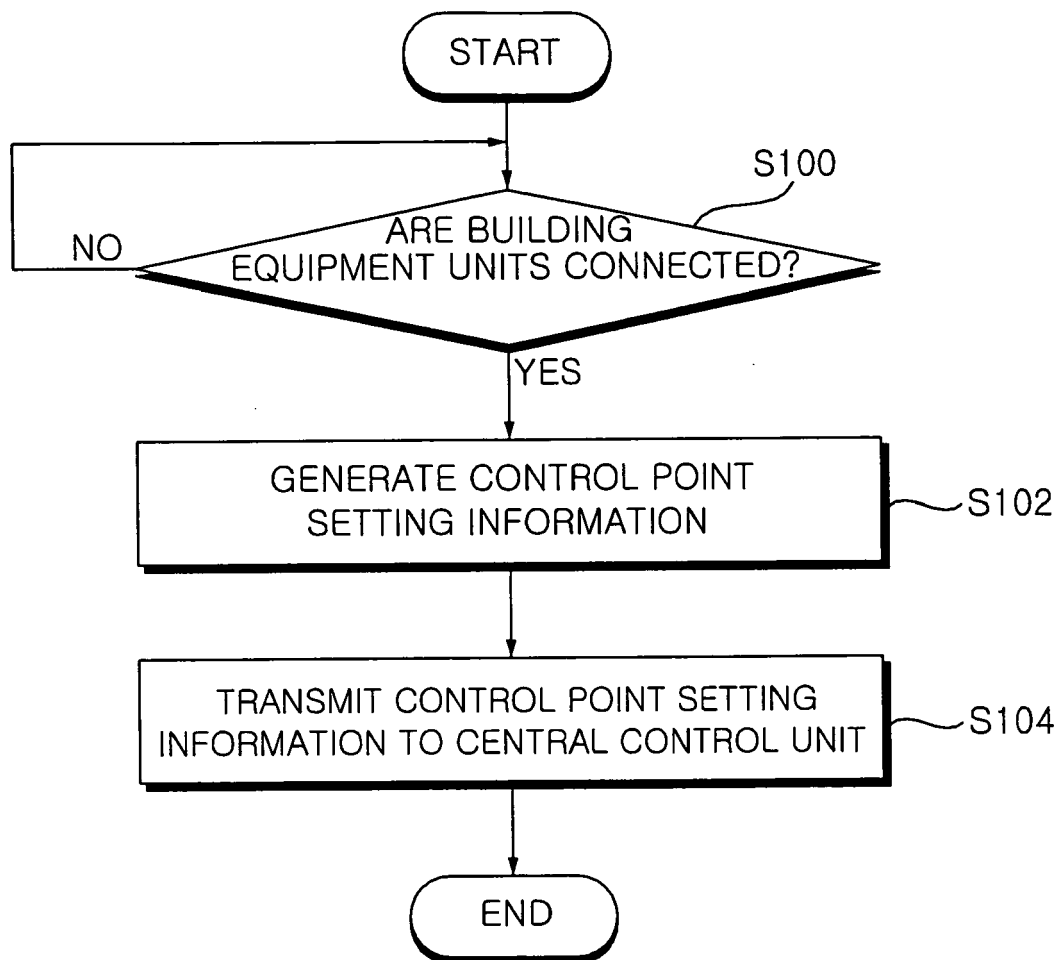 START
S100
ARE BUILDING
EQUIPMENT UNITS CONNECTED?
NO
YES
GENERATE CONTROL POINT
SETTING INFORMATION
S102
TRANSMIT CONTROL POINT SETTING
INFORMATION TO CENTRAL CONTROL UNIT
S104
END